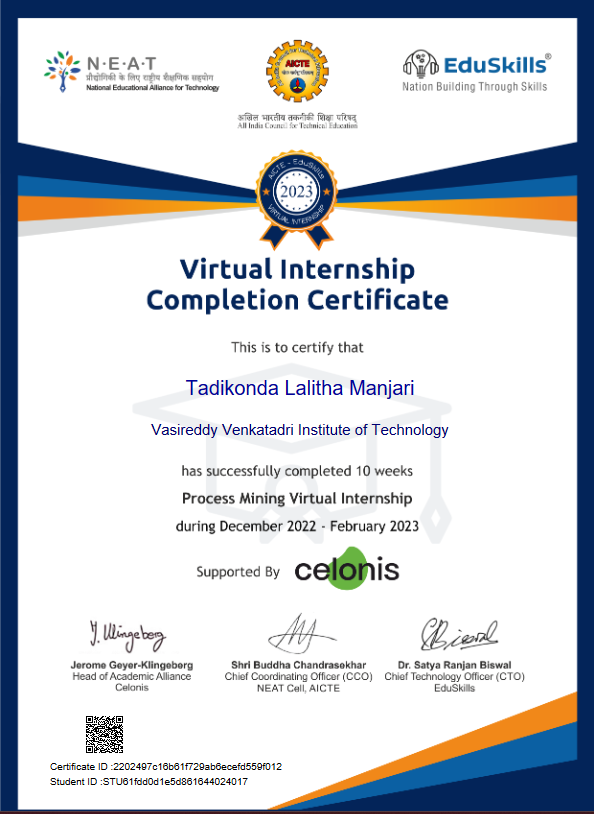 N·E·A·T
प्रौद्योगिकी के लिए राष्ट्रीय शैक्षणिक सहयोग
National Educational Alliance for Technology
AICTE
अखिल भारतीय तकनीकी शिक्षा परिषद्
All India Council for Technical Education
EduSkills®
Nation Building Through Skills
AICTE - EduSkills
2023
VIRTUAL INTERNSHIP
Virtual Internship
Completion Certificate
This is to certify that
Tadikonda Lalitha Manjari
Vasireddy Venkatadri Institute of Technology
has successfully completed 10 weeks
Process Mining Virtual Internship
during December 2022 - February 2023
Supported By celonis
Jerome Geyer-Klingeberg
Head of Academic Alliance
Celonis
Shri Buddha Chandrasekhar
Chief Coordinating Officer (CCO)
NEAT Cell, AICTE
Dr. Satya Ranjan Biswal
Chief Technology Officer (CTO)
EduSkills
Certificate ID :2202497c16b61f729ab6ecefd559f012
Student ID :STU61fdd0d1e5d861644024017